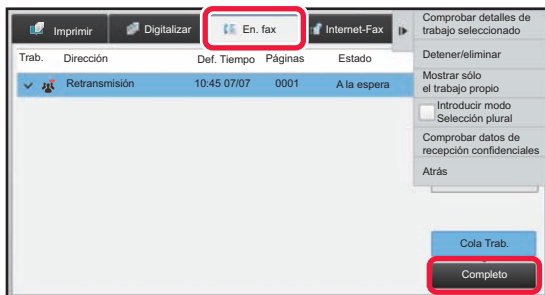 Imprimir
Digitalizar
En. fax
Internet-Fax
Trab. Dirección Def. Tiempo Páginas Estado
Retransmisión 10:45 07/07 0001 A la espera
Comprobar detalles de
trabajo seleccionado
Detener/eliminar
Mostrar sólo
el trabajo propio
Introducir modo
Selección plural
Comprobar datos de
recepción confidenciales
Atrás
Cola Trab.
Completo